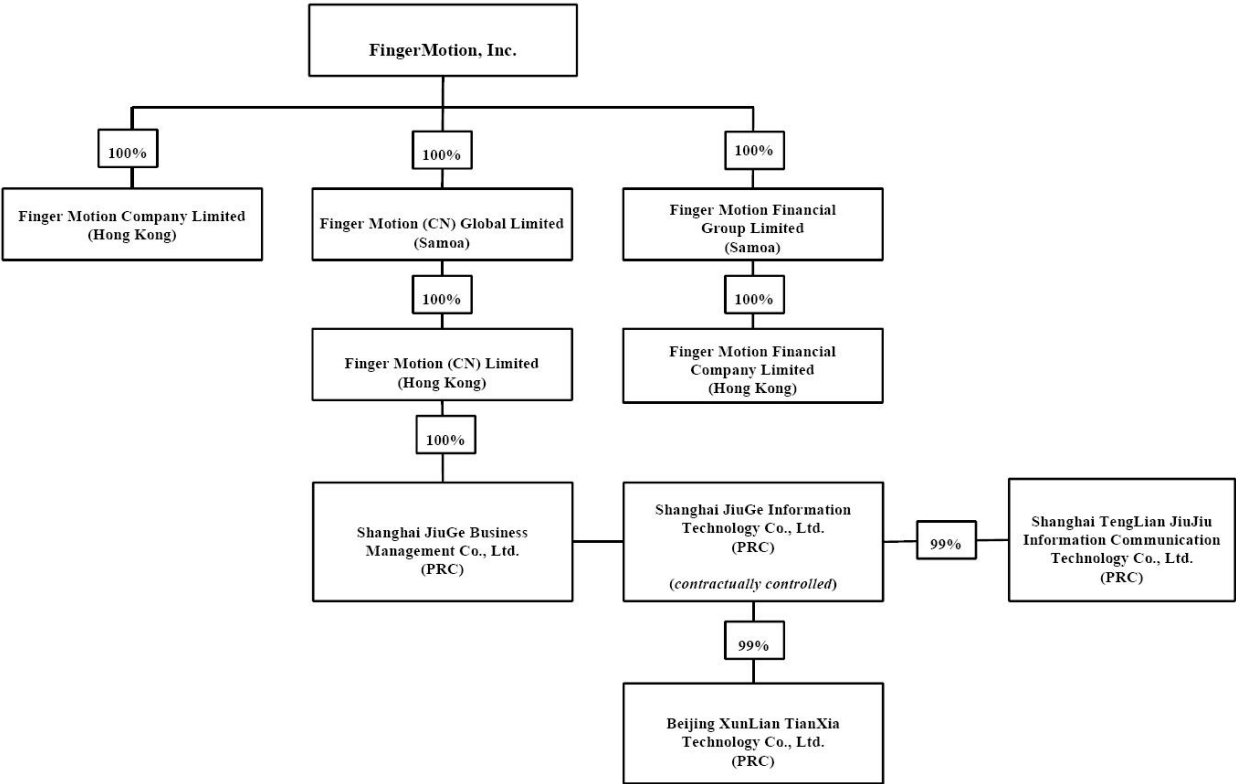 FingerMotion, Inc.
100%
100%
100%
Finger Motion Company Limited
(Hong Kong)
Finger Motion (CN) Global Limited
(Samoa)
Finger Motion Financial
Group Limited
(Samoa)
100%
100%
Finger Motion (CN) Limited
(Hong Kong)
Finger Motion Financial
Company Limited
(Hong Kong)
100%
Shanghai JiuGe Business
Management Co., Ltd.
(PRC)
Shanghai JiuGe Information
Technology Co., Ltd.
(PRC)
(contractually controlled)
99%
Shanghai TengLian JiuJiu
Information Communication
Technology Co., Ltd.
(PRC)
99%
Beijing XunLian TianXia
Technology Co., Ltd.
(PRC)